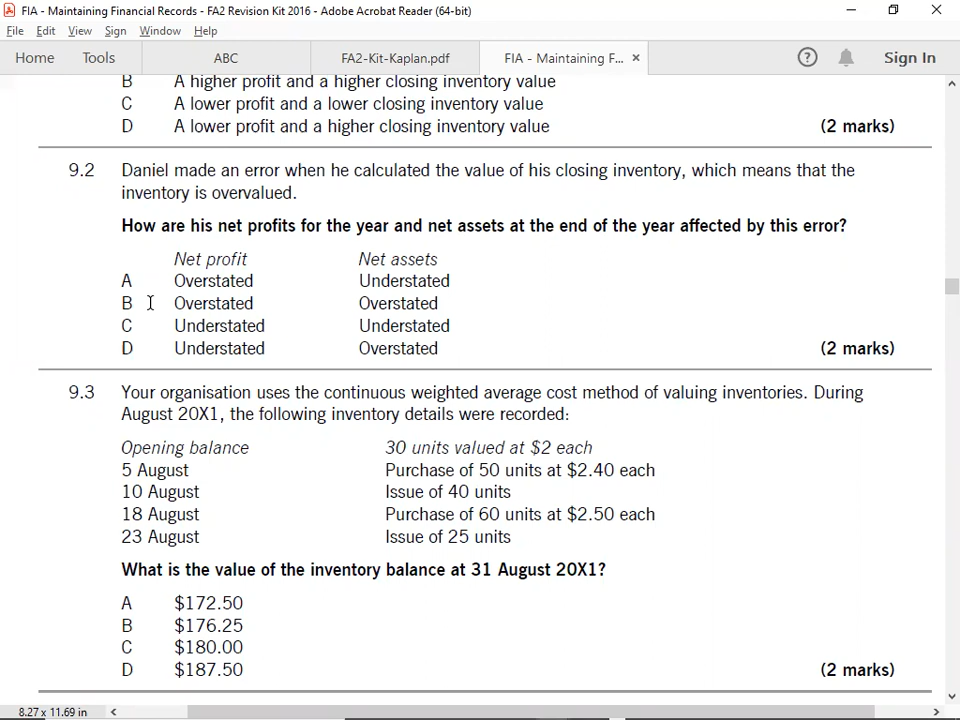 FIA - Maintaining Financial Records - FA2 Revision Kit 2016 - Adobe Acrobat Reader (64-bit)
File Edit View Sign Window Help
Home Tools ABC FA2-Kit-Kaplan.pdf FIA - Maintaining F... × ? Sign In
B A higher profit and a higher closing inventory value
C A lower profit and a lower closing inventory value
D A lower profit and a higher closing inventory value (2 marks)
9.2 Daniel made an error when he calculated the value of his closing inventory, which means that the
inventory is overvalued.
How are his net profits for the year and net assets at the end of the year affected by this error?
Net profit Net assets
A Overstated Understated
B Overstated Overstated
C Understated Understated
D Understated Overstated (2 marks)
9.3 Your organisation uses the continuous weighted average cost method of valuing inventories. During
August 20X1, the following inventory details were recorded:
Opening balance 30 units valued at $2 each
5 August Purchase of 50 units at $2.40 each
10 August Issue of 40 units
18 August Purchase of 60 units at $2.50 each
23 August Issue of 25 units
What is the value of the inventory balance at 31 August 20X1?
A $172.50
B $176.25
C $180.00
D $187.50 (2 marks)
8.27 x 11.69 in